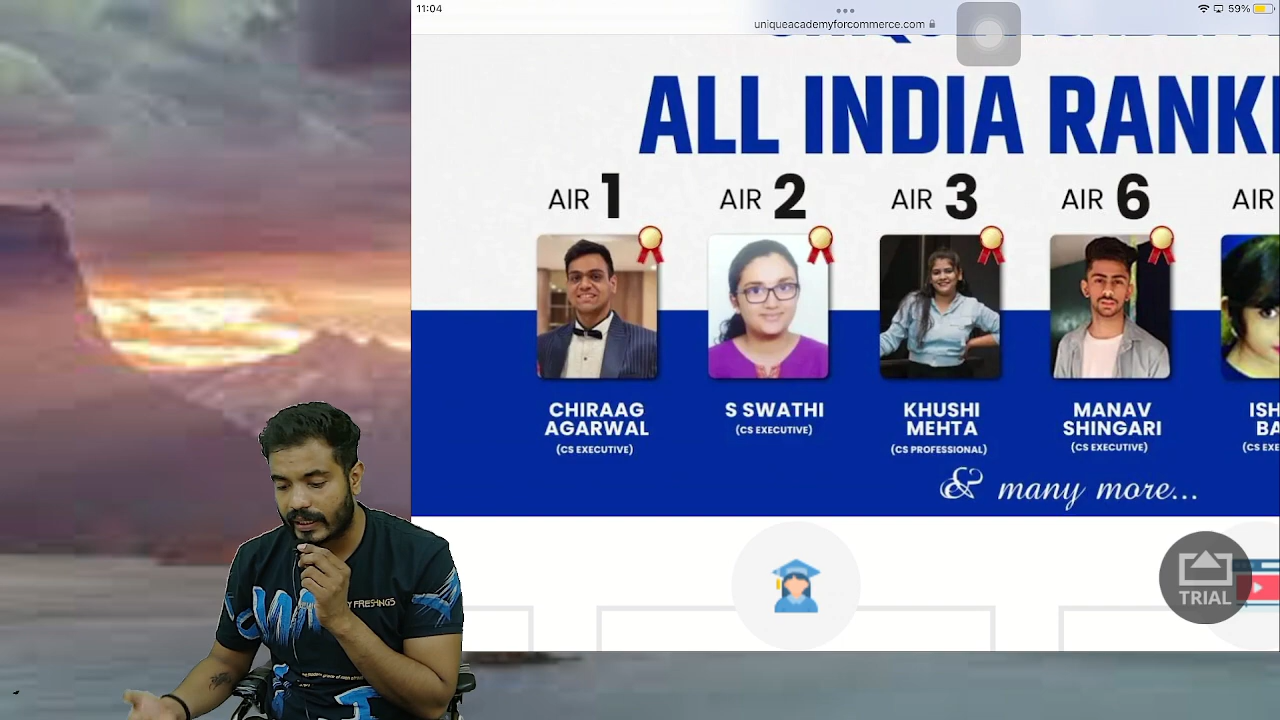 11:04
uniqueacademyforcommerce.com
59%
ALL INDIA
AIR 1
AIR 2
AIR 3
AIR 6
AIR
CHIRAAG
AGARWAL
(CS EXECUTIVE)
S SWATHI
(CS EXECUTIVE)
KHUSHI
MEHTA
(CS PROFESSIONAL)
MANAV
SHINGARI
(CS EXECUTIVE)
& many more...
TRIAL